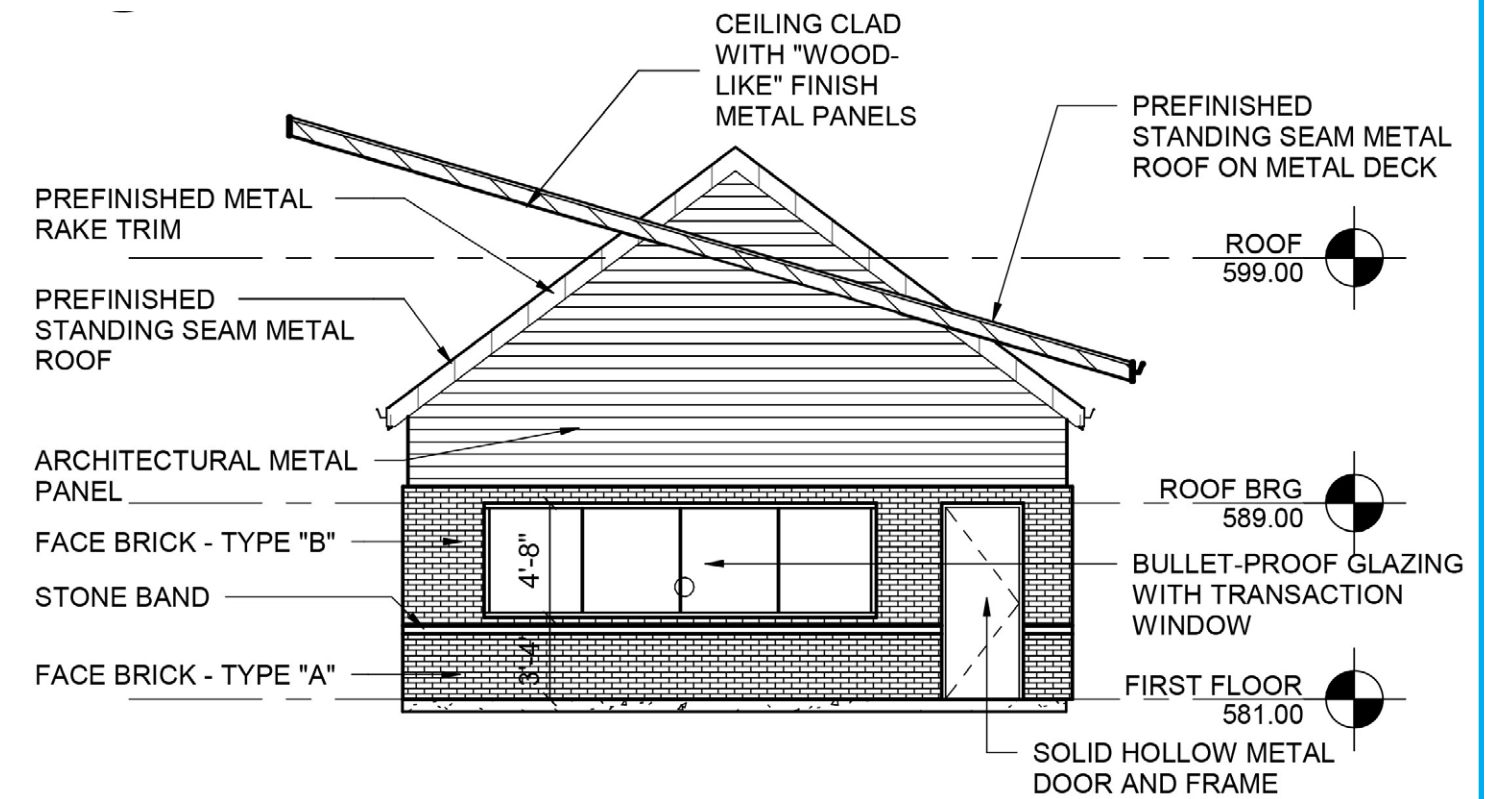 CEILING CLAD
WITH "WOOD-
LIKE" FINISH
METAL PANELS
PREFINISHED
STANDING SEAM METAL
ROOF ON METAL DECK
PREFINISHED METAL
RAKE TRIM
ROOF
599.00
PREFINISHED
STANDING SEAM METAL
ROOF
ARCHITECTURAL METAL
PANEL
ROOF BRG
589.00
FACE BRICK - TYPE "B"
4'-8"
BULLET-PROOF GLAZING
WITH TRANSACTION
WINDOW
STONE BAND
FACE BRICK - TYPE "A"
3'-4"
FIRST FLOOR
581.00
SOLID HOLLOW METAL
DOOR AND FRAME